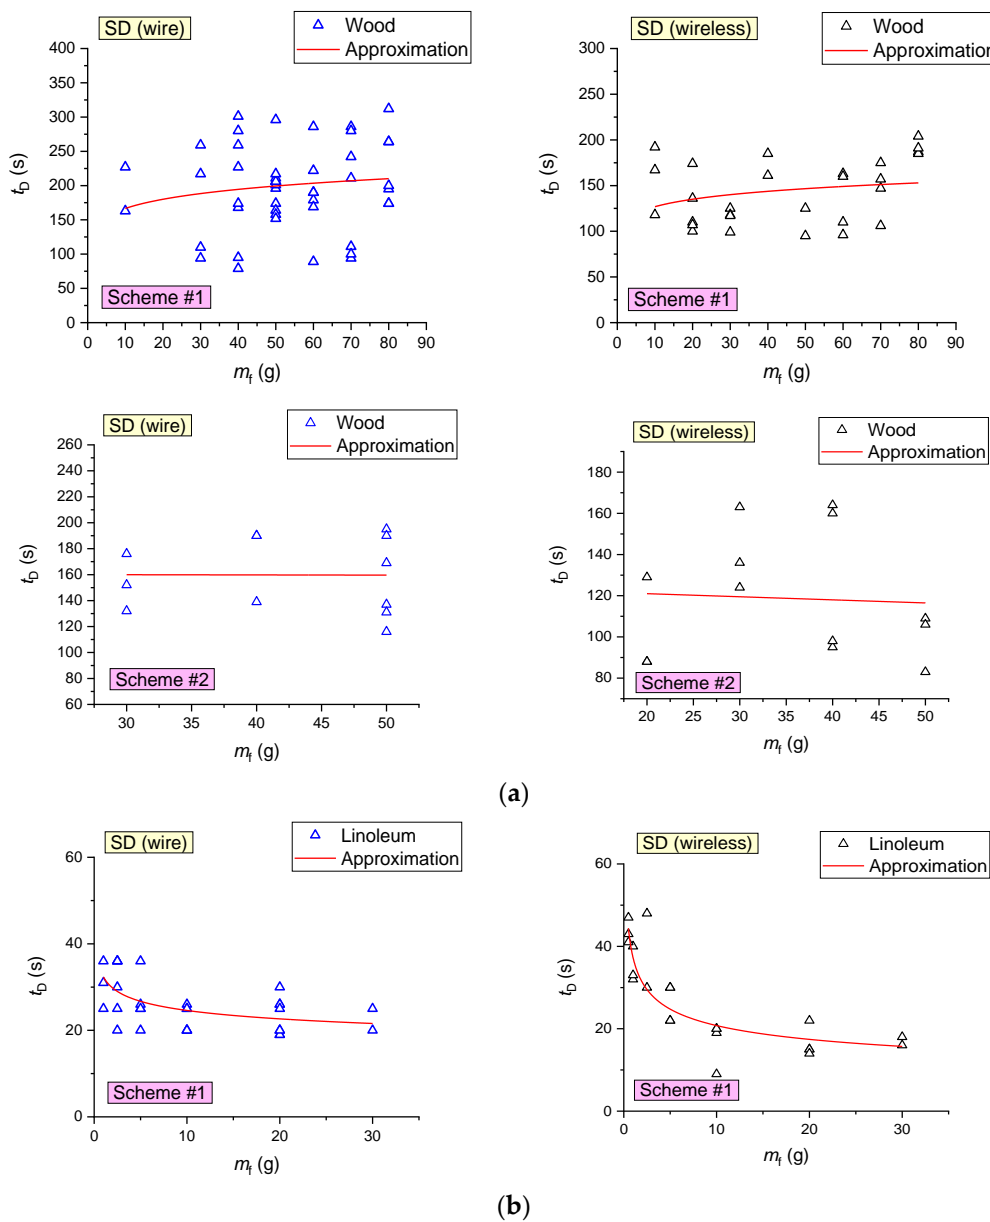 SD (wire)
Wood
Approximation
400
350
300
250
200
150
100
50
0
t_D (s)
Scheme #1
0 10 20 30 40 50 60 70 80 90
m_f (g)
SD (wireless)
Wood
Approximation
300
250
200
150
100
50
0
t_D (s)
Scheme #1
0 10 20 30 40 50 60 70 80 90
m_f (g)
SD (wire)
Wood
Approximation
260
240
220
200
180
160
140
120
100
80
60
t_D (s)
Scheme #2
30 35 40 45 50
m_f (g)
SD (wireless)
Wood
Approximation
180
160
140
120
100
80
t_D (s)
Scheme #2
20 25 30 35 40 45 50
m_f (g)
(a)
SD (wire)
Linoleum
Approximation
60
40
20
0
t_D (s)
Scheme #1
0 10 20 30
m_f (g)
SD (wireless)
Linoleum
Approximation
60
40
20
0
t_D (s)
Scheme #1
0 10 20 30
m_f (g)
(b)